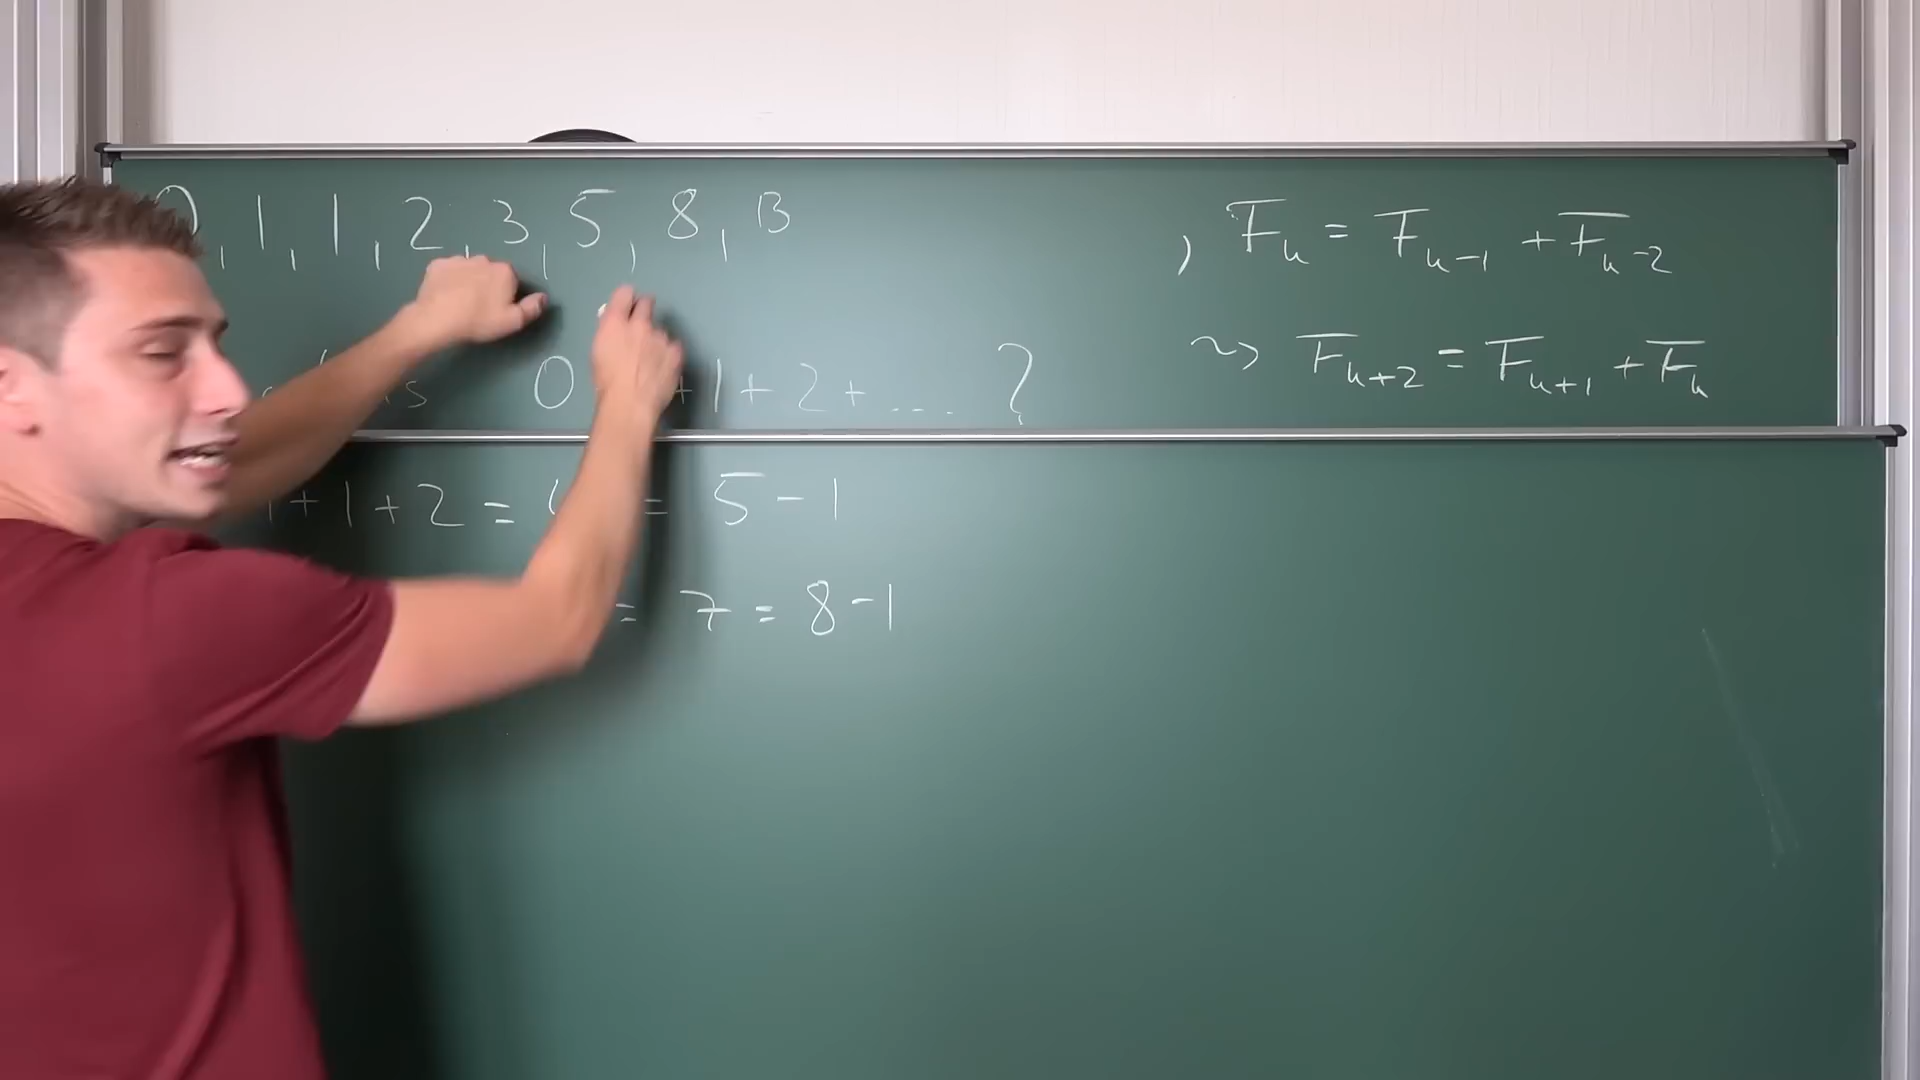 0, 1, 1, 2, 3, 5, 8, 13
, Fₙ = Fₙ₋₁ + Fₙ₋₂
0 +1+2+ .... ?
~> Fₙ₊₂ = Fₙ₊₁ + Fₙ
1+1+2 = = 5-1
= 7 = 8-1